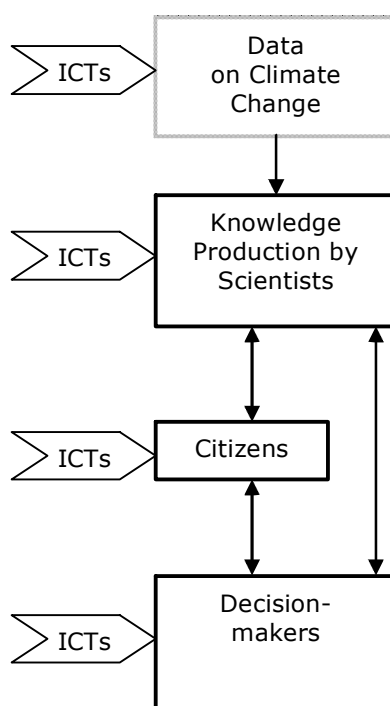 ICTs
Data
on Climate
Change
ICTs
Knowledge
Production by
Scientists
ICTs
Citizens
ICTs
Decision-
makers